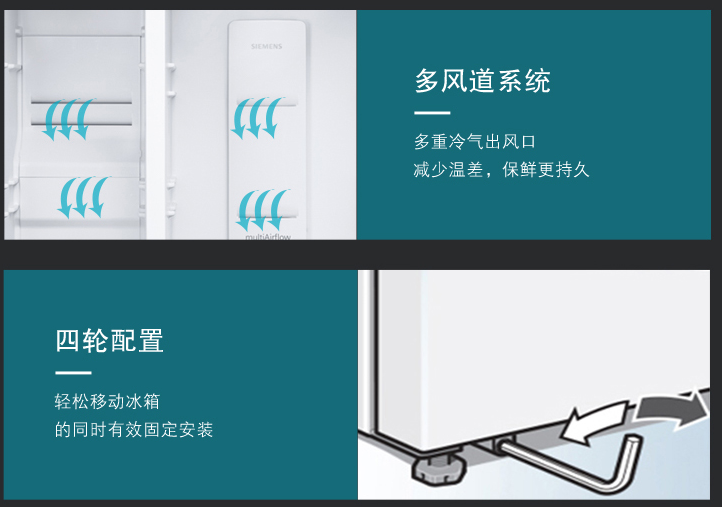 SIEMENS
multiAirflow
多风道系统
多重冷气出风口
减少温差，保鲜更持久
四轮配置
轻松移动冰箱
的同时有效固定安装